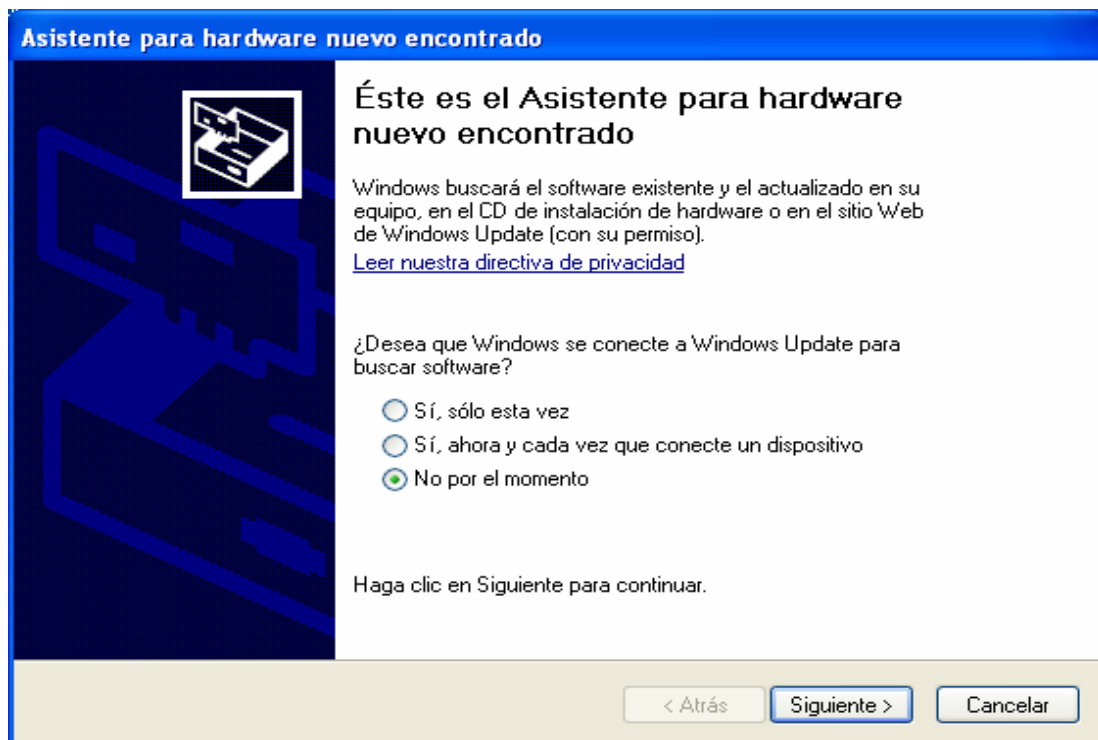 Asistente para hardware nuevo encontrado
Éste es el Asistente para hardware
nuevo encontrado
Windows buscará el software existente y el actualizado en su
equipo, en el CD de instalación de hardware o en el sitio Web
de Windows Update (con su permiso).
Leer nuestra directiva de privacidad
¿Desea que Windows se conecte a Windows Update para
buscar software?
Sí, sólo esta vez
Sí, ahora y cada vez que conecte un dispositivo
No por el momento
Haga clic en Siguiente para continuar.
< Atrás Siguiente > Cancelar